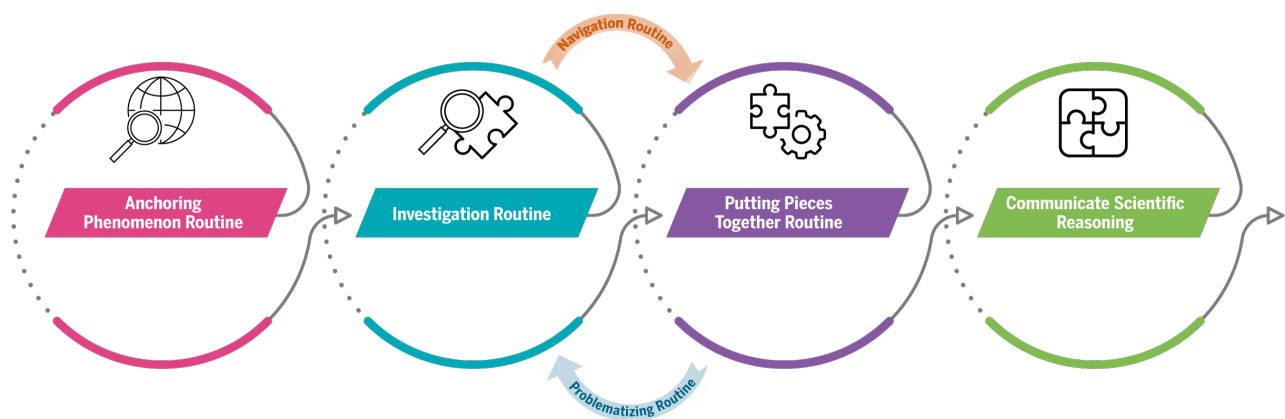 Navigation Routine
Anchoring
Phenomenon Routine
Investigation Routine
Putting Pieces
Together Routine
Communicate Scientific
Reasoning
Problematizing Routine